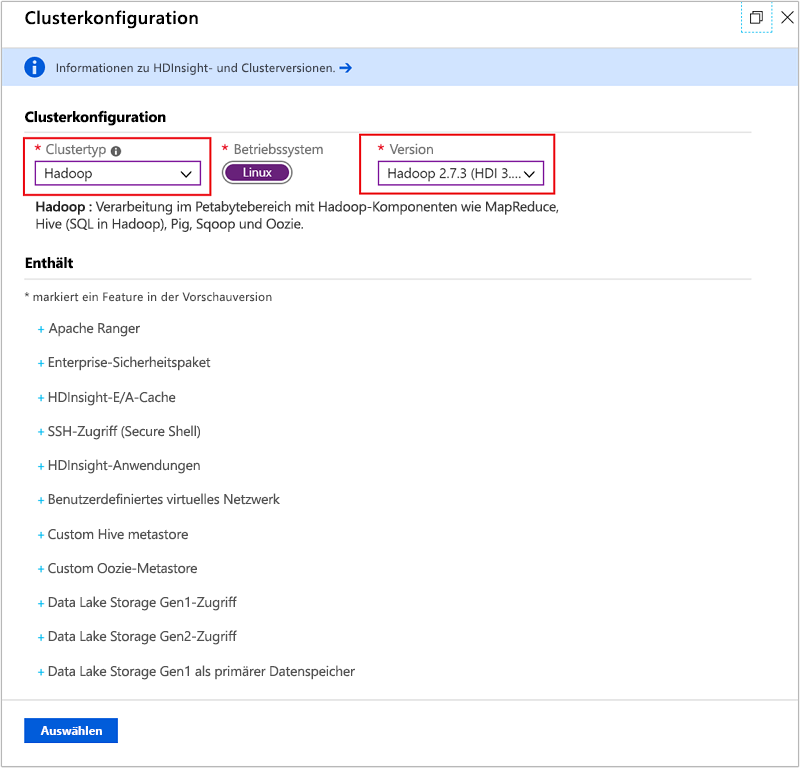 Clusterkonfiguration
Informationen zu HDInsight- und Clusterversionen. →
Clusterkonfiguration
* Clustertyp
* Betriebssystem
* Version
Hadoop
Linux
Hadoop 2.7.3 (HDI 3....
Hadoop : Verarbeitung im Petabytebereich mit Hadoop-Komponenten wie MapReduce,
Hive (SQL in Hadoop), Pig, Sqoop und Oozie.
Enthält
* markiert ein Feature in der Vorschauversion
+ Apache Ranger
+ Enterprise-Sicherheitspaket
+ HDInsight-E/A-Cache
+ SSH-Zugriff (Secure Shell)
+ HDInsight-Anwendungen
+ Benutzerdefiniertes virtuelles Netzwerk
+ Custom Hive metastore
+ Custom Oozie-Metastore
+ Data Lake Storage Gen1-Zugriff
+ Data Lake Storage Gen2-Zugriff
+ Data Lake Storage Gen1 als primärer Datenspeicher
Auswählen